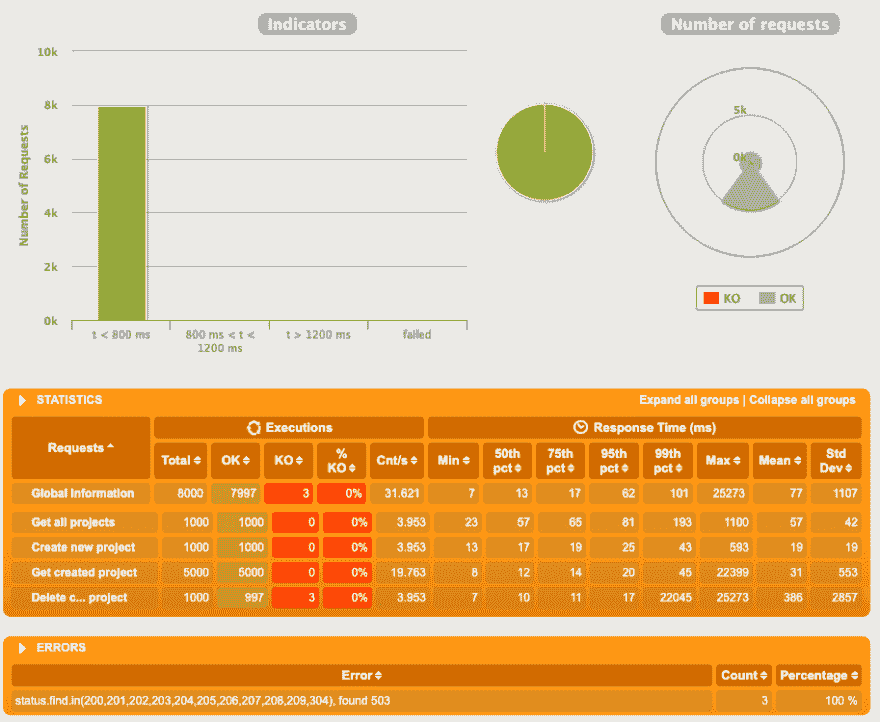 Indicators
Number of requests
10k
8k
6k
4k
2k
0k
Number of Requests
t < 800 ms
800 ms < t <
1200 ms
t > 1200 ms
failed
5k
0k
KO OK
STATISTICS Expand all groups | Collapse all groups
Requests Executions Response Time (ms)
Total OK KO % KO Cnt/s Min 50th pct 75th pct 95th pct 99th pct Max Mean Std Dev
Global Information 8000 7997 3 0% 31.621 7 13 17 62 101 25273 77 1107
Get all projects 1000 1000 0 0% 3.953 23 57 65 81 193 1100 57 42
Create new project 1000 1000 0 0% 3.953 13 17 19 25 43 593 19 19
Get created project 5000 5000 0 0% 19.763 8 12 14 20 45 22399 31 553
Delete c... project 1000 997 3 0% 3.953 7 10 11 17 22045 25273 386 2857
ERRORS
Error Count Percentage
status.find.in(200,201,202,203,204,205,206,207,208,209,304), found 503 3 100 %